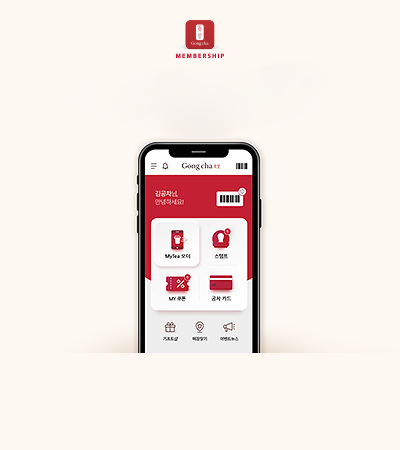 Gong cha
MEMBERSHIP
Gong cha
김공차님,
안녕하세요!
MyTea 오더
스탬프
MY 쿠폰
공차 카드
기프트샵
매장찾기
이벤트뉴스